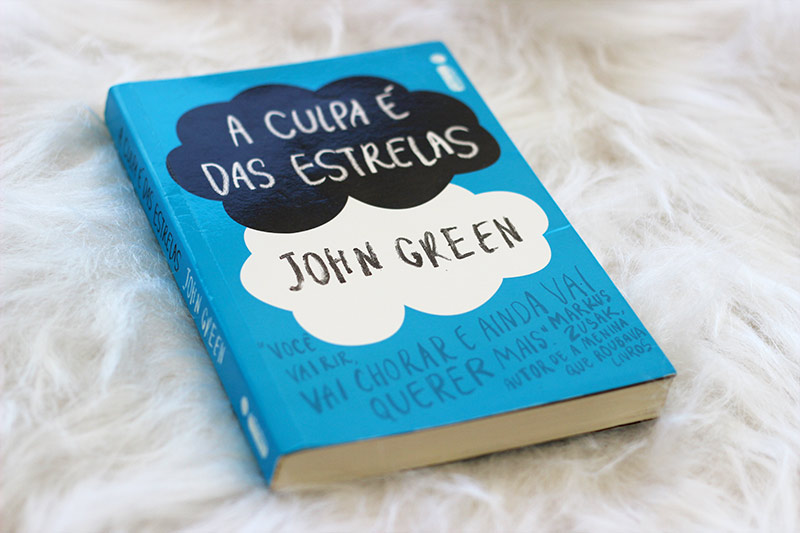 A CULPA É
DAS ESTRELAS
JOHN GREEN
"VOCÊ
VAI RIR,
VAI CHORAR E AINDA VAI
QUERER MAIS" MARKUS
ZUSAK,
AUTOR DE A MENINA
QUE ROUBAVA
LIVROS
A CULPA É DAS ESTRELAS JOHN GREEN